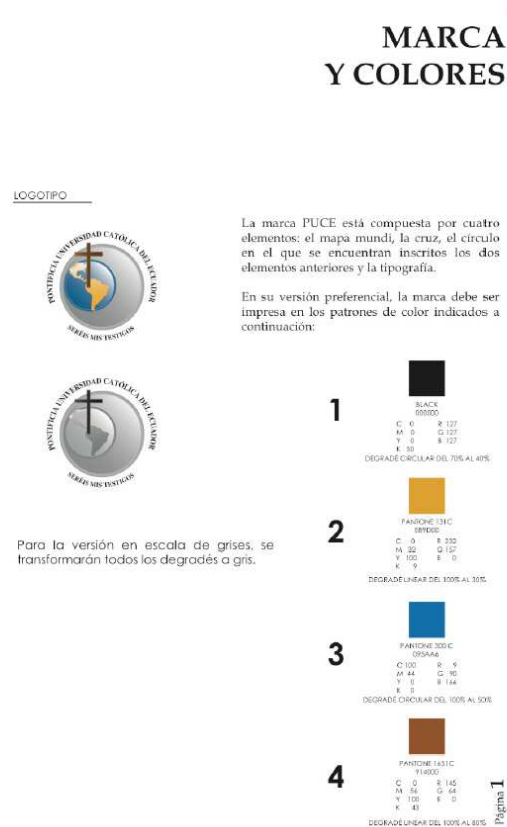 MARCA
Y COLORES
LOGOTIPO
PONTIFICIA UNIVERSIDAD CATÓLICA DEL ECUADOR
SERÉIS MIS TESTIGOS
La marca PUCE está compuesta por cuatro
elementos: el mapa mundi, la cruz, el círculo
en el que se encuentran inscritos los dos
elementos anteriores y la tipografía.
En su versión preferencial, la marca debe ser
impresa en los patrones de color indicados a
continuación:
PONTIFICIA UNIVERSIDAD CATÓLICA DEL ECUADOR
SERÉIS MIS TESTIGOS
Para la versión en escala de grises, se
transformarán todos los degradés a gris.
1
BLACK
000000
C 0 R 127
M 0 G 127
Y 0 B 127
K 50
DEGRADÉ CIRCULAR DEL 70% AL 40%
2
PANTONE 131C
E89D00
C 0 R 232
M 32 G 157
Y 100 B 0
K 9
DEGRADÉ LINEAR DEL 100% AL 30%
3
PANTONE 300C
095AA6
C 100 R 9
M 44 G 90
Y 0 B 166
K 0
DEGRADÉ CIRCULAR DEL 100% AL 50%
4
PANTONE 1651C
914000
C 0 R 145
M 56 G 64
Y 100 B 0
K 43
DEGRADÉ LINEAR DEL 100% AL 80%
Página 1